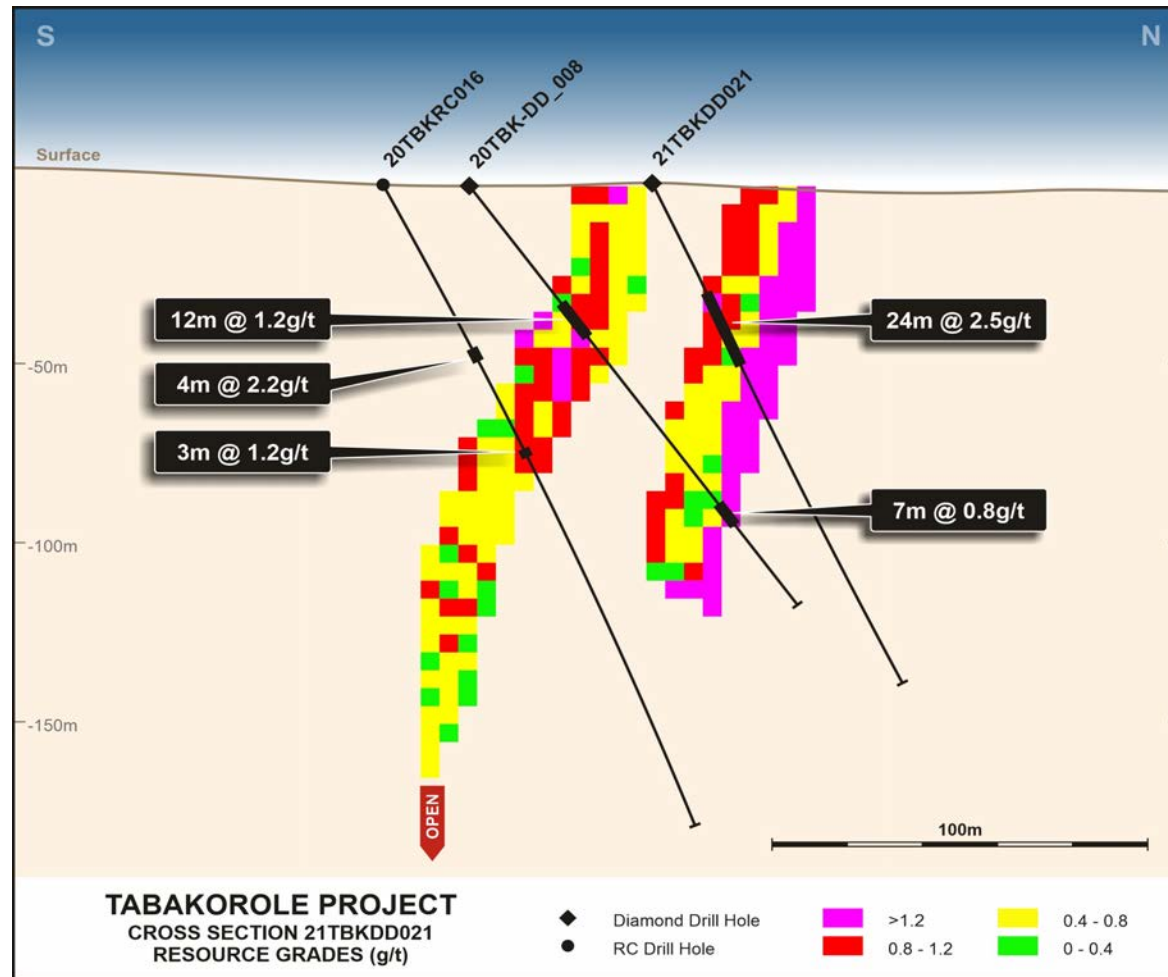 S
N
20TBKRC016
20TBK-DD_008
21TBKDD021
Surface
12m @ 1.2g/t
24m @ 2.5g/t
-50m
4m @ 2.2g/t
3m @ 1.2g/t
7m @ 0.8g/t
-100m
-150m
OPEN
100m
TABAKOROLE PROJECT
CROSS SECTION 21TBKDD021
RESOURCE GRADES (g/t)
Diamond Drill Hole
RC Drill Hole
>1.2
0.8 - 1.2
0.4 - 0.8
0 - 0.4